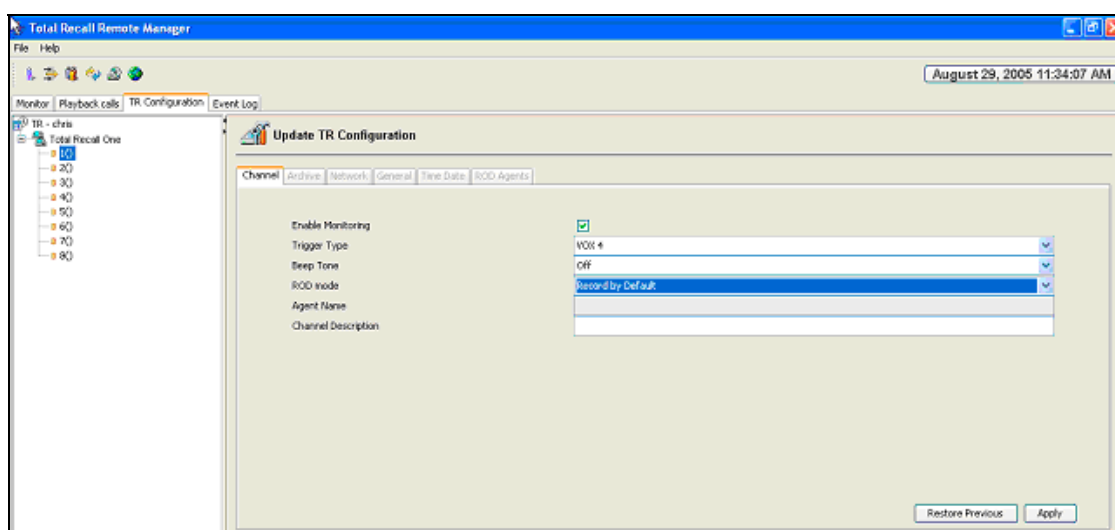 Total Recall Remote Manager
File Help
August 29, 2005 11:34:07 AM
Monitor Playback calls TR Configuration Event Log
TR - chris
Total Recall One
1()
2()
3()
4()
5()
6()
7()
8()
Update TR Configuration
Channel Archive Network General Time Date ROD Agents
Enable Monitoring
Trigger Type VOX 4
Beep Tone Off
ROD mode Record by Default
Agent Name
Channel Description
Restore Previous Apply